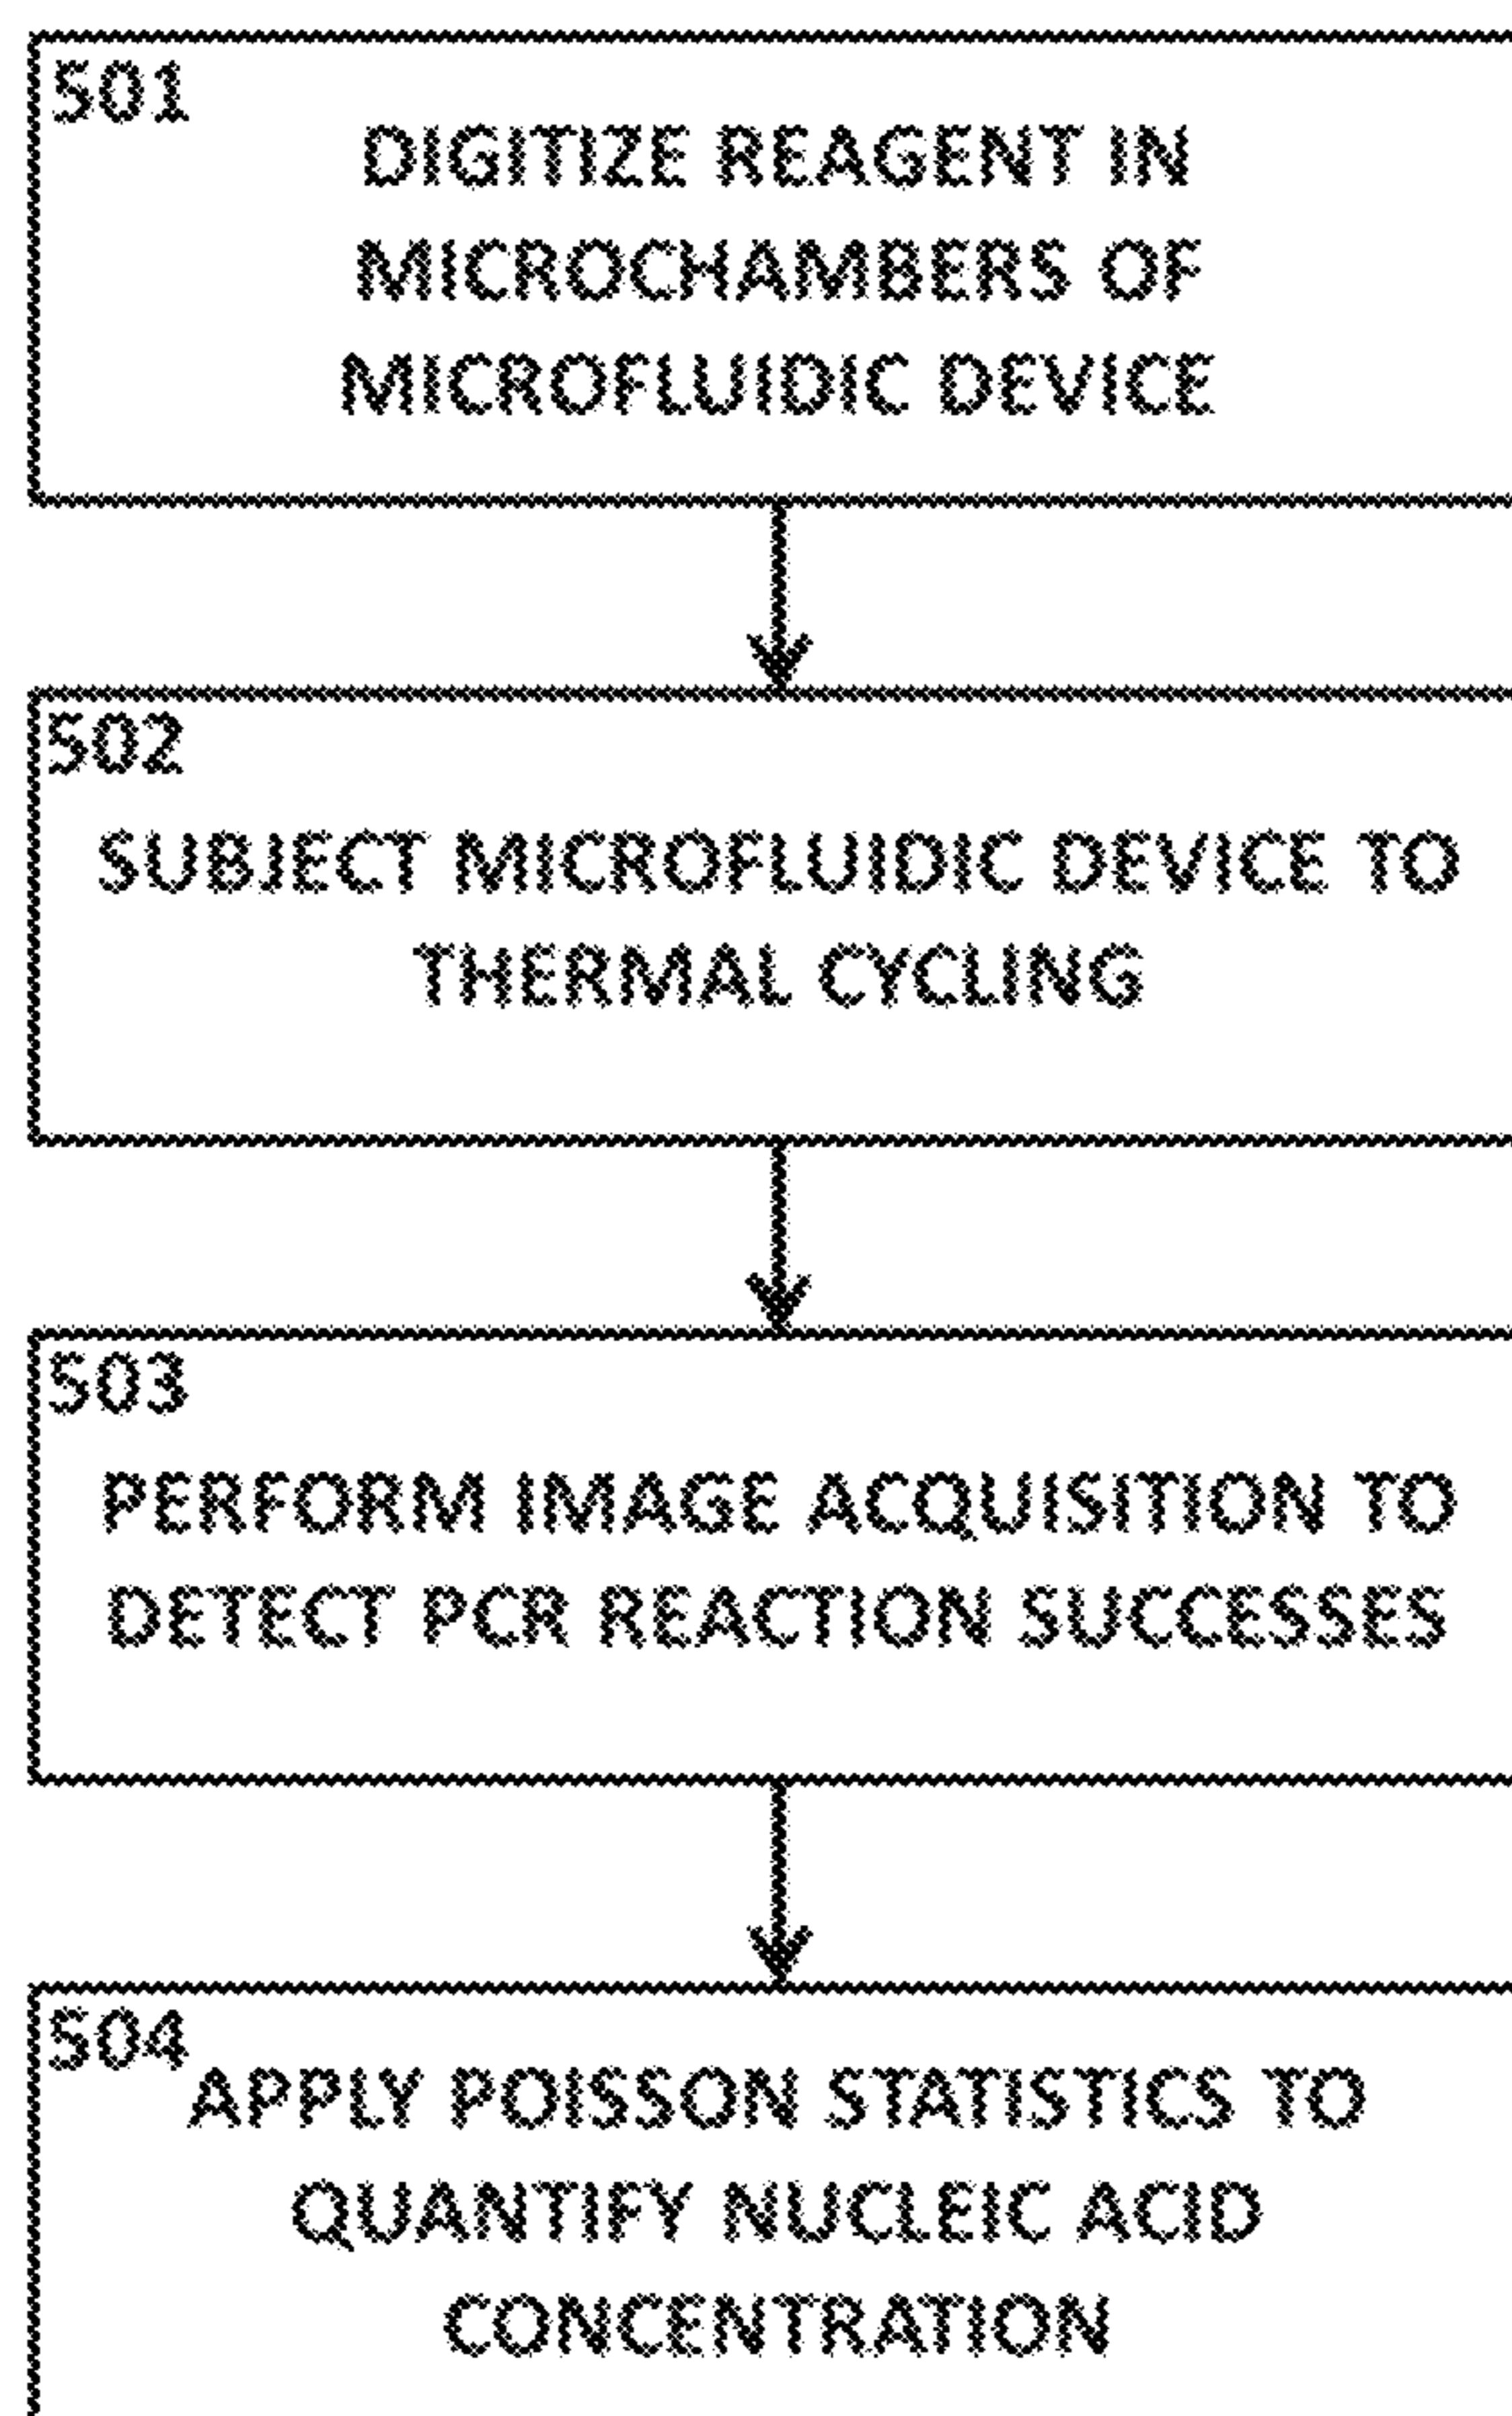 501
DIGITIZE REAGENT IN
MICROCHAMBERS OF
MICROFLUIDIC DEVICE
502
SUBJECT MICROFLUIDIC DEVICE TO
THERMAL CYCLING
503
PERFORM IMAGE ACQUISITION TO
DETECT PCR REACTION SUCCESSES
504
APPLY POISSON STATISTICS TO
QUANTIFY NUCLEIC ACID
CONCENTRATION